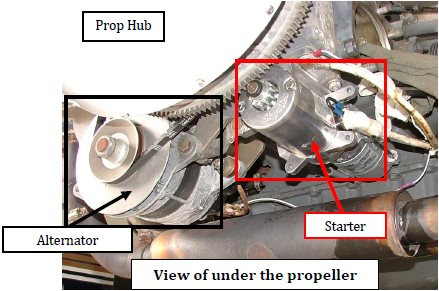 Prop Hub
Alternator
Starter
View of under the propeller